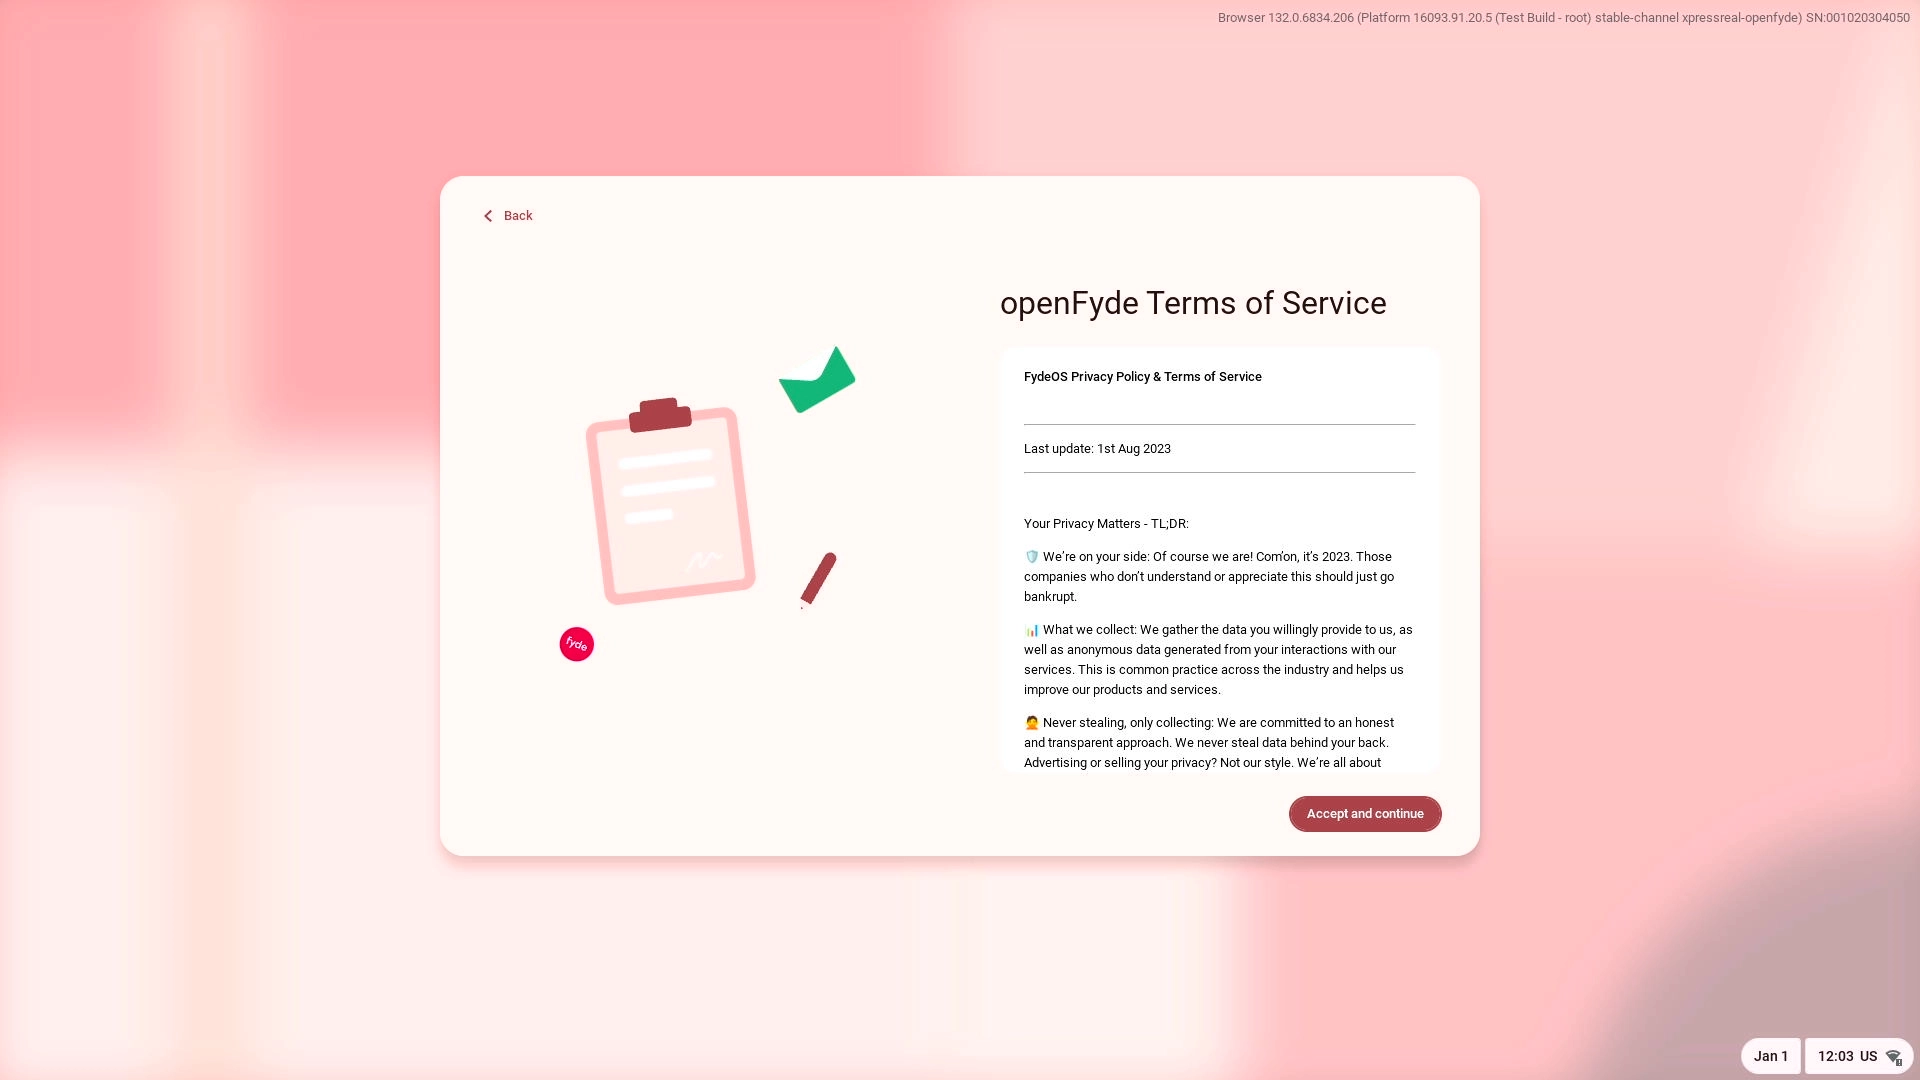 Browser 132.0.6834.206 (Platform 16093.91.20.5 (Test Build - root) stable-channel xpressreal-openfyde) SN:001020304050
Back
openFyde Terms of Service
FydeOS Privacy Policy & Terms of Service
Last update: 1st Aug 2023
Your Privacy Matters - TL;DR:
🛡️ We’re on your side: Of course we are! Com’on, it’s 2023. Those
companies who don’t understand or appreciate this should just go
bankrupt.
📊 What we collect: We gather the data you willingly provide to us, as
well as anonymous data generated from your interactions with our
services. This is common practice across the industry and helps us
improve our products and services.
🙅 Never stealing, only collecting: We are committed to an honest
and transparent approach. We never steal data behind your back.
Advertising or selling your privacy? Not our style. We’re all about
fyde
Accept and continue
Jan 1
12:03 US